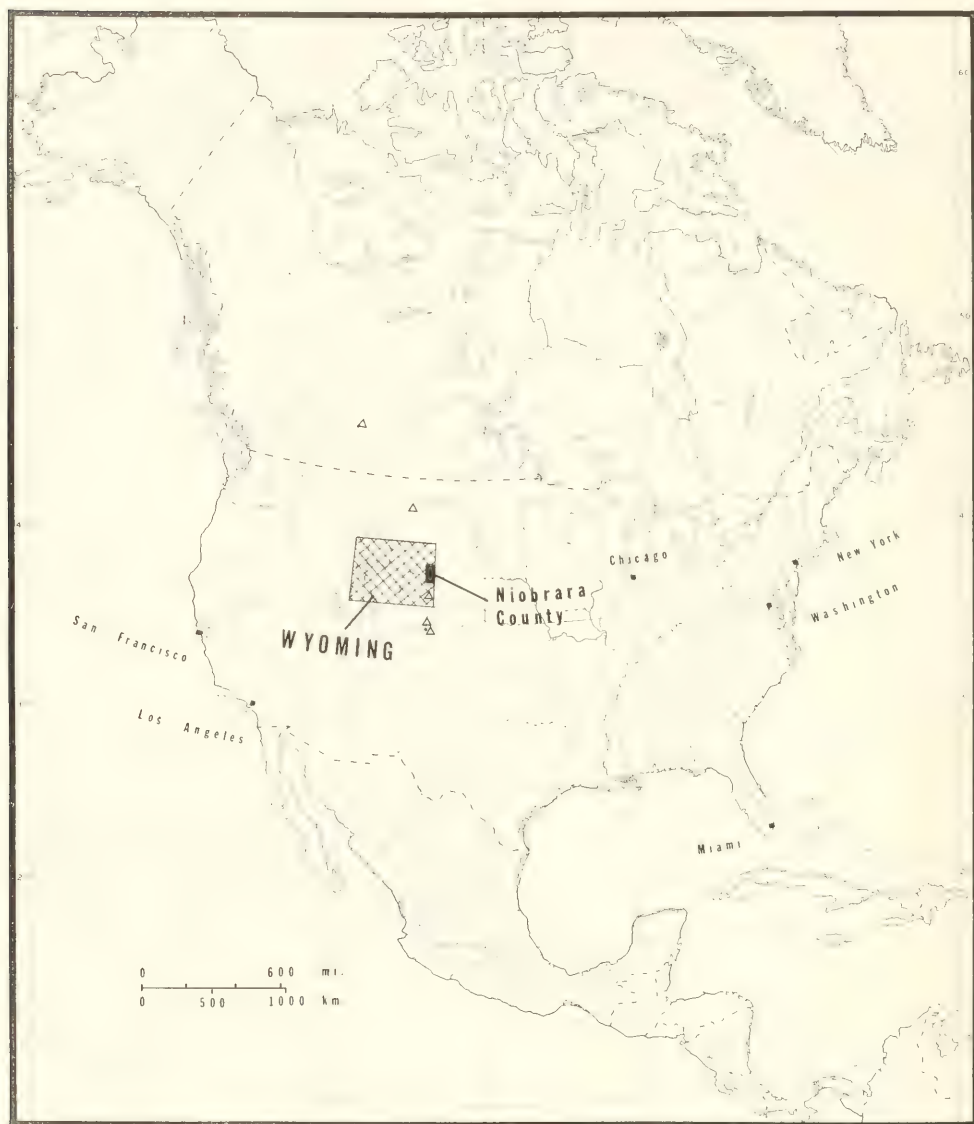 Chicago
New York
Niobrara
County
Washington
San Francisco
WYOMING
Los Angeles
Miami
0 600 mi.
0 500 1000 km